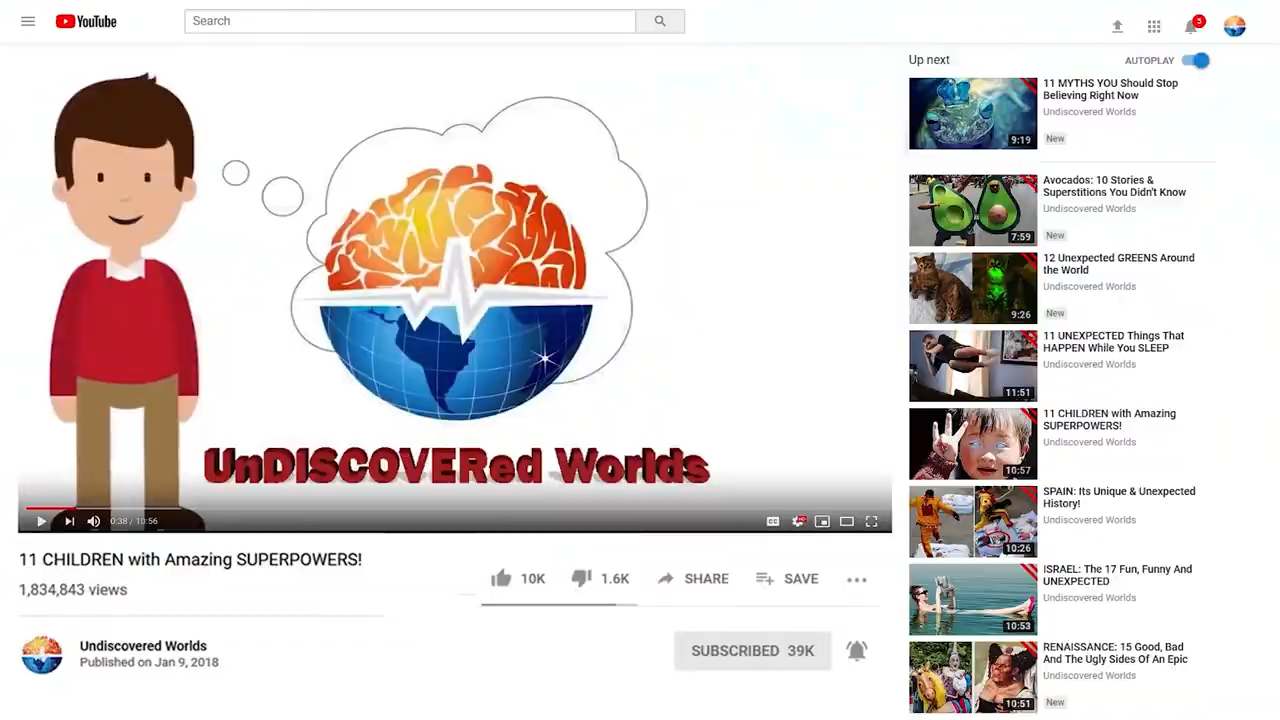 YouTube
Search
5
UnDISCOVERed Worlds
0:38 / 10:56
CC
HD
11 CHILDREN with Amazing SUPERPOWERS!
1,834,843 views
10K
1.6K
SHARE
SAVE
Undiscovered Worlds
Published on Jan 9, 2018
SUBSCRIBED 39K
Up next
AUTOPLAY
11 MYTHS YOU Should Stop
Believing Right Now
Undiscovered Worlds
New
9:19
Avocados: 10 Stories &
Superstitions You Didn't Know
Undiscovered Worlds
New
7:59
12 Unexpected GREENS Around
the World
Undiscovered Worlds
New
9:26
11 UNEXPECTED Things That
HAPPEN While You SLEEP
Undiscovered Worlds
11:51
11 CHILDREN with Amazing
SUPERPOWERS!
Undiscovered Worlds
10:57
SPAIN: Its Unique & Unexpected
History!
Undiscovered Worlds
10:26
ISRAEL: The 17 Fun, Funny And
UNEXPECTED
Undiscovered Worlds
10:53
RENAISSANCE: 15 Good, Bad
And The Ugly Sides Of An Epic
Undiscovered Worlds
New
10:51